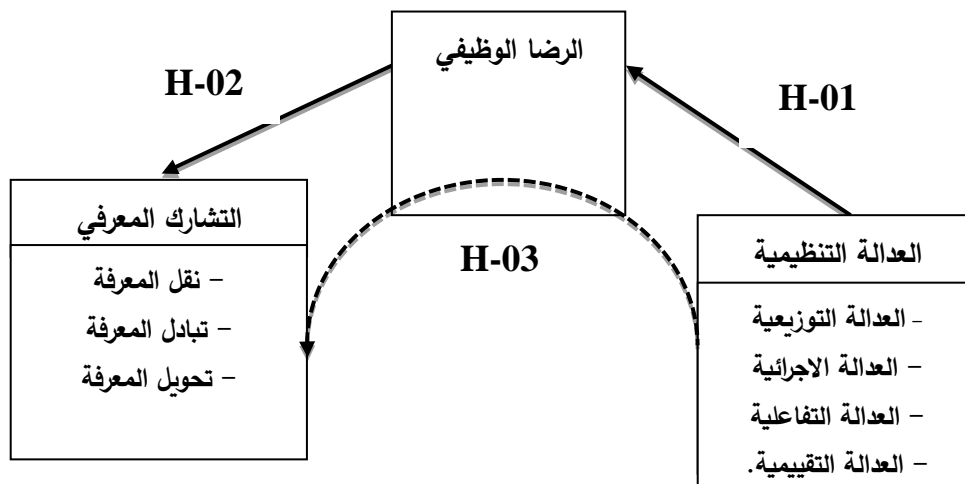 الرضا الوظيفي
H-01
H-02
العدالة التنظيمية
- العدالة التوزيعية
- العدالة الاجرائية
- العدالة التفاعلية
- العدالة التقييمية.
H-03
التشارك المعرفي
- نقل المعرفة
- تبادل المعرفة
- تحويل المعرفة